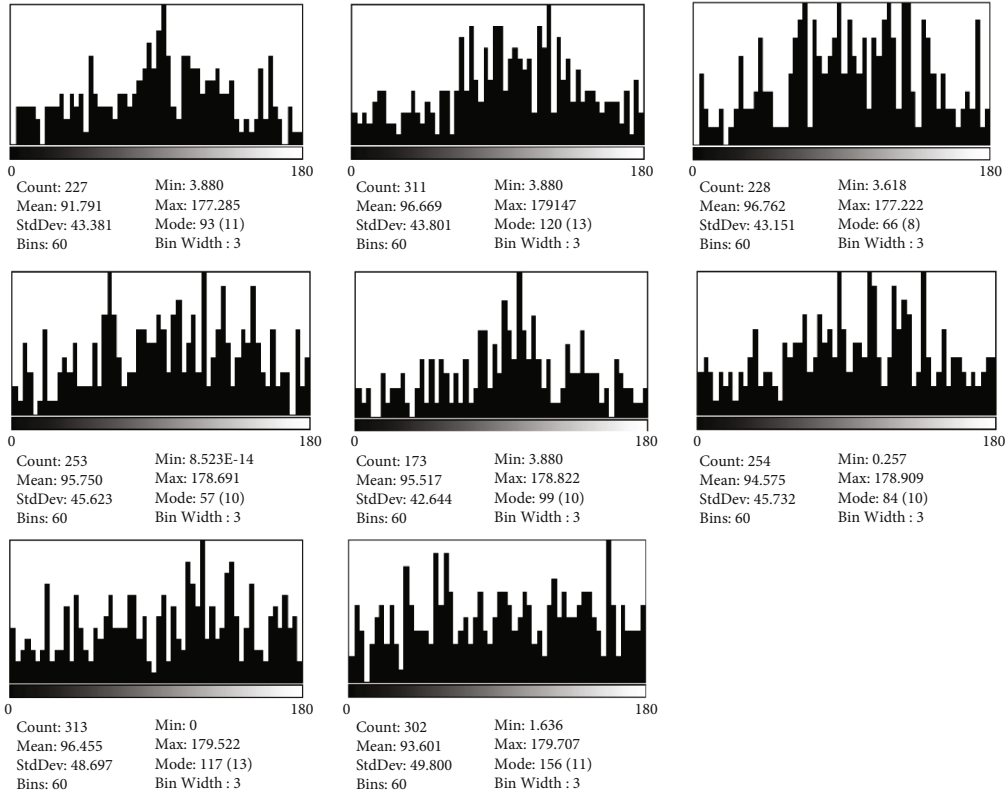 0 180
Count: 227 Min: 3.880
Mean: 91.791 Max: 177.285
StdDev: 43.381 Mode: 93 (11)
Bins: 60 Bin Width : 3
0 180
Count: 311 Min: 3.880
Mean: 96.669 Max: 179147
StdDev: 43.801 Mode: 120 (13)
Bins: 60 Bin Width : 3
0 180
Count: 228 Min: 3.618
Mean: 96.762 Max: 177.222
StdDev: 43.151 Mode: 66 (8)
Bins: 60 Bin Width : 3
0 180
Count: 253 Min: 8.523E-14
Mean: 95.750 Max: 178.691
StdDev: 45.623 Mode: 57 (10)
Bins: 60 Bin Width : 3
0 180
Count: 173 Min: 3.880
Mean: 95.517 Max: 178.822
StdDev: 42.644 Mode: 99 (10)
Bins: 60 Bin Width : 3
0 180
Count: 254 Min: 0.257
Mean: 94.575 Max: 178.909
StdDev: 45.732 Mode: 84 (10)
Bins: 60 Bin Width : 3
0 180
Count: 313 Min: 0
Mean: 96.455 Max: 179.522
StdDev: 48.697 Mode: 117 (13)
Bins: 60 Bin Width : 3
0 180
Count: 302 Min: 1.636
Mean: 93.601 Max: 179.707
StdDev: 49.800 Mode: 156 (11)
Bins: 60 Bin Width : 3